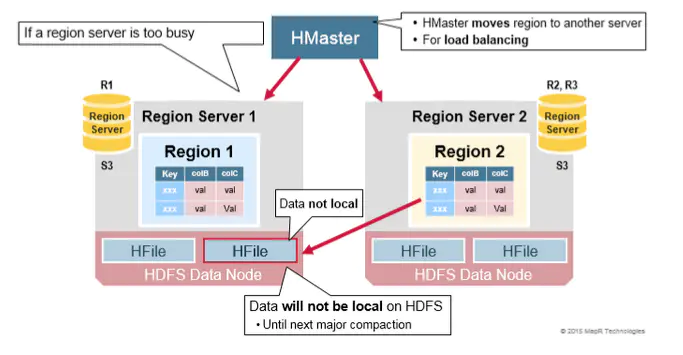 If a region server is too busy
HMaster
• HMaster moves region to another server
• For load balancing
R1
Region
Server
S3
Region Server 1
Region 1
Key colB colC
xxx val val
xxx val Val
Data not local
HFile HFile
HDFS Data Node
R2, R3
Region
Server
S3
Region Server 2
Region 2
Key colB colC
xxx val val
xxx val Val
HFile HFile
HDFS Data Node
Data will not be local on HDFS
• Until next major compaction
© 2015 MapR Technologies